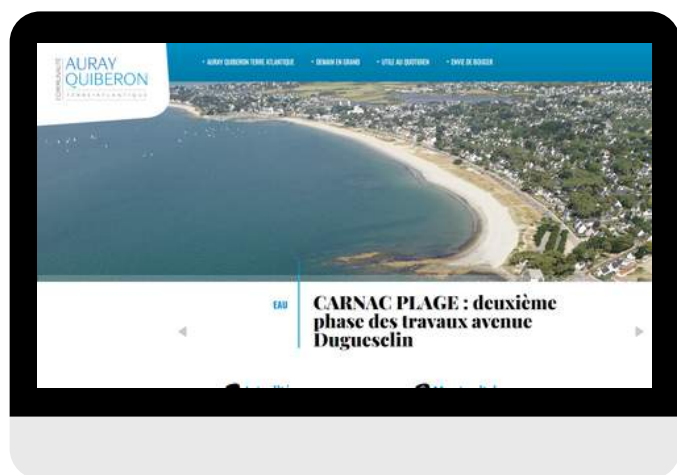 COMMUNAUTÉ
AURAY
QUIBERON
TERRE ATLANTIQUE
• AURAY QUIBERON TERRE ATLANTIQUE • DEMAIN EN GRAND • UTILE AU QUOTIDIEN • ENVIE DE BOUGER
EAU
CARNAC PLAGE : deuxième
phase des travaux avenue
Duguesclin